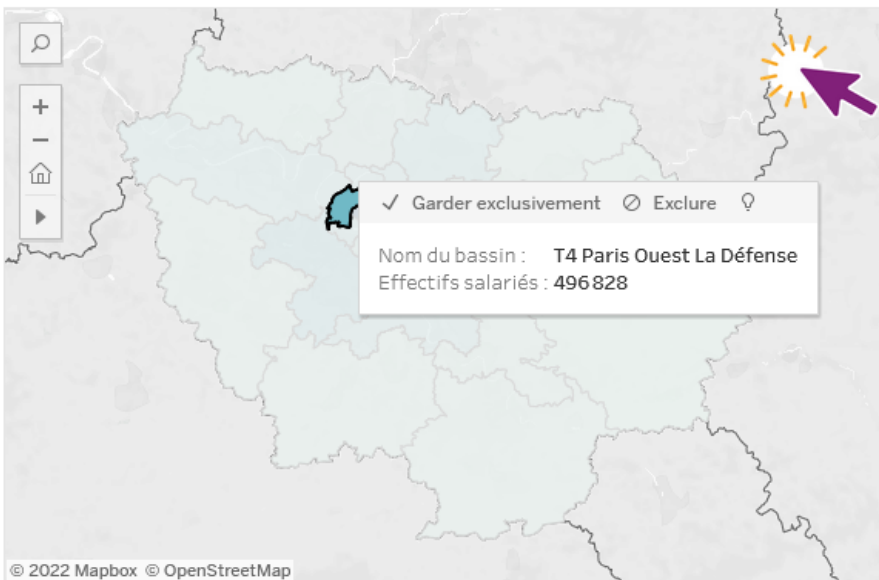 ✓ Garder exclusivement ⊘ Exclure
Nom du bassin : T4 Paris Ouest La Défense
Effectifs salariés : 496 828
© 2022 Mapbox © OpenStreetMap